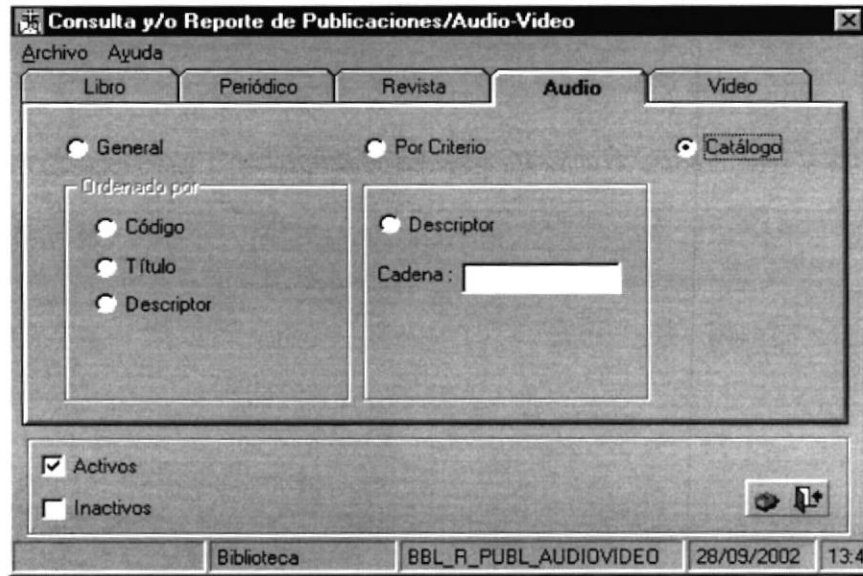 Consulta y/o Reporte de Publicaciones/Audio-Video
Archivo Ayuda
Libro Periódico Revista Audio Video
General Por Criterio Catálogo
Ordenado por
Código Descriptor
Título Cadena :
Descriptor
Activos
Inactivos
Biblioteca BBL_R_PUBL_AUDIOVIDEO 28/09/2002 13:4